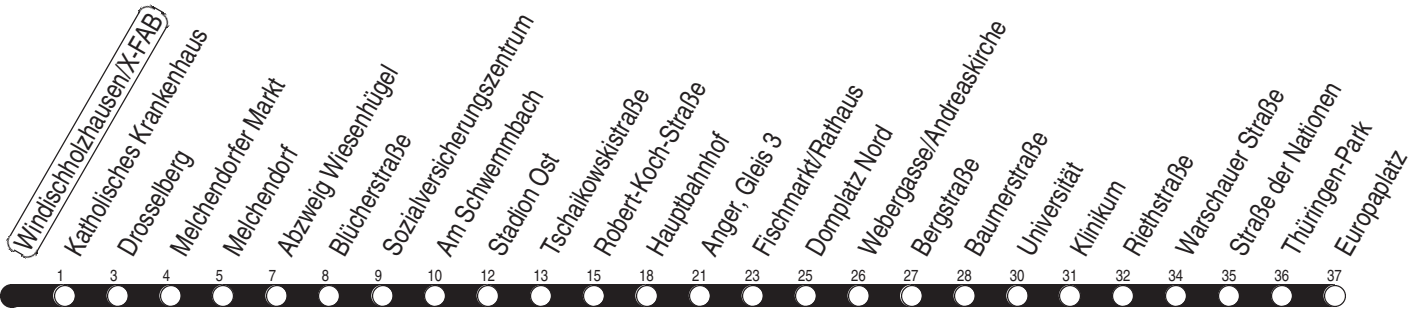 Windischholzhausen/X-FAB
Katholisches Krankenhaus
Drosselberg
Melchendorfer Markt
Melchendorf
Abzweig Wiesenhügel
Blücherstraße
Sozialversicherungszentrum
Am Schwemmbach
Stadion Ost
Tschaikowskistraße
Robert-Koch-Straße
Hauptbahnhof
Anger, Gleis 3
Fischmarkt/Rathaus
Domplatz Nord
Webergasse/Andreaskirche
Bergstraße
Baumerstraße
Universität
Klinikum
Riethstraße
Warschauer Straße
Straße der Nationen
Thüringen-Park
Europaplatz
1 3 4 5 7 8 9 10 12 13 15 18 21 23 25 26 27 28 30 31 32 34 35 36 37